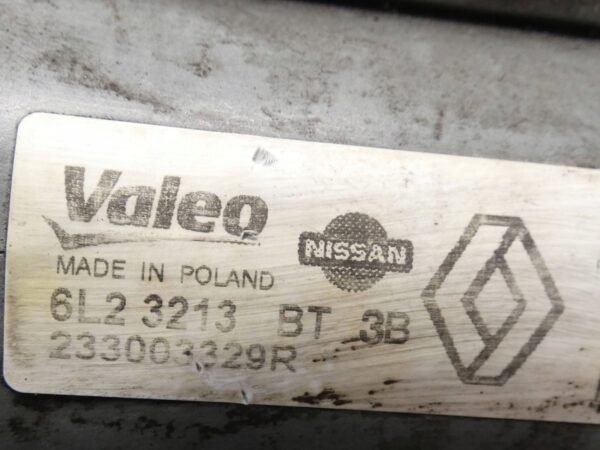 Valeo
NISSAN
MADE IN POLAND
6L2 3213 BT 3B
233003329R